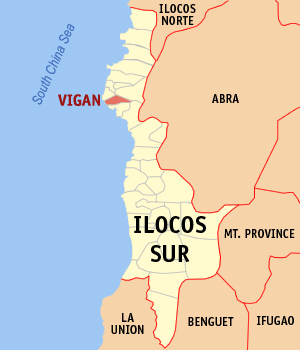 ILOCOS
NORTE
South China Sea
VIGAN
ABRA
ILOCOS
SUR
MT. PROVINCE
LA
UNION
BENGUET
IFUGAO